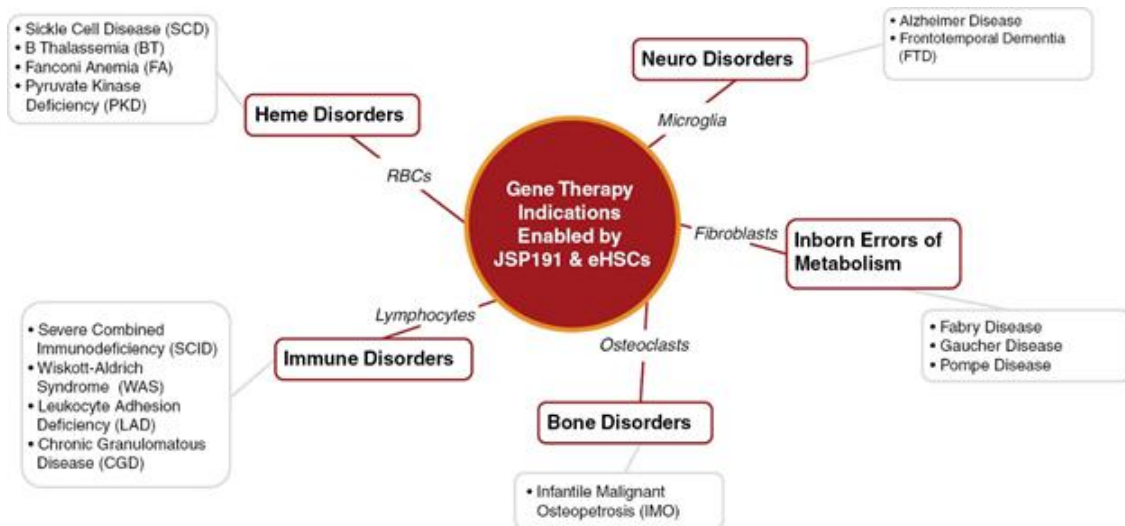 • Sickle Cell Disease (SCD)
• B Thalassemia (BT)
• Fanconi Anemia (FA)
• Pyruvate Kinase
Deficiency (PKD)
Heme Disorders
RBCs
• Alzheimer Disease
• Frontotemporal Dementia
(FTD)
Neuro Disorders
Microglia
Gene Therapy
Indications
Enabled by
JSP191 & eHSCs
Fibroblasts
Inborn Errors of
Metabolism
• Fabry Disease
• Gaucher Disease
• Pompe Disease
Lymphocytes
Immune Disorders
• Severe Combined
Immunodeficiency (SCID)
• Wiskott-Aldrich
Syndrome (WAS)
• Leukocyte Adhesion
Deficiency (LAD)
• Chronic Granulomatous
Disease (CGD)
Osteoclasts
Bone Disorders
• Infantile Malignant
Osteopetrosis (IMO)